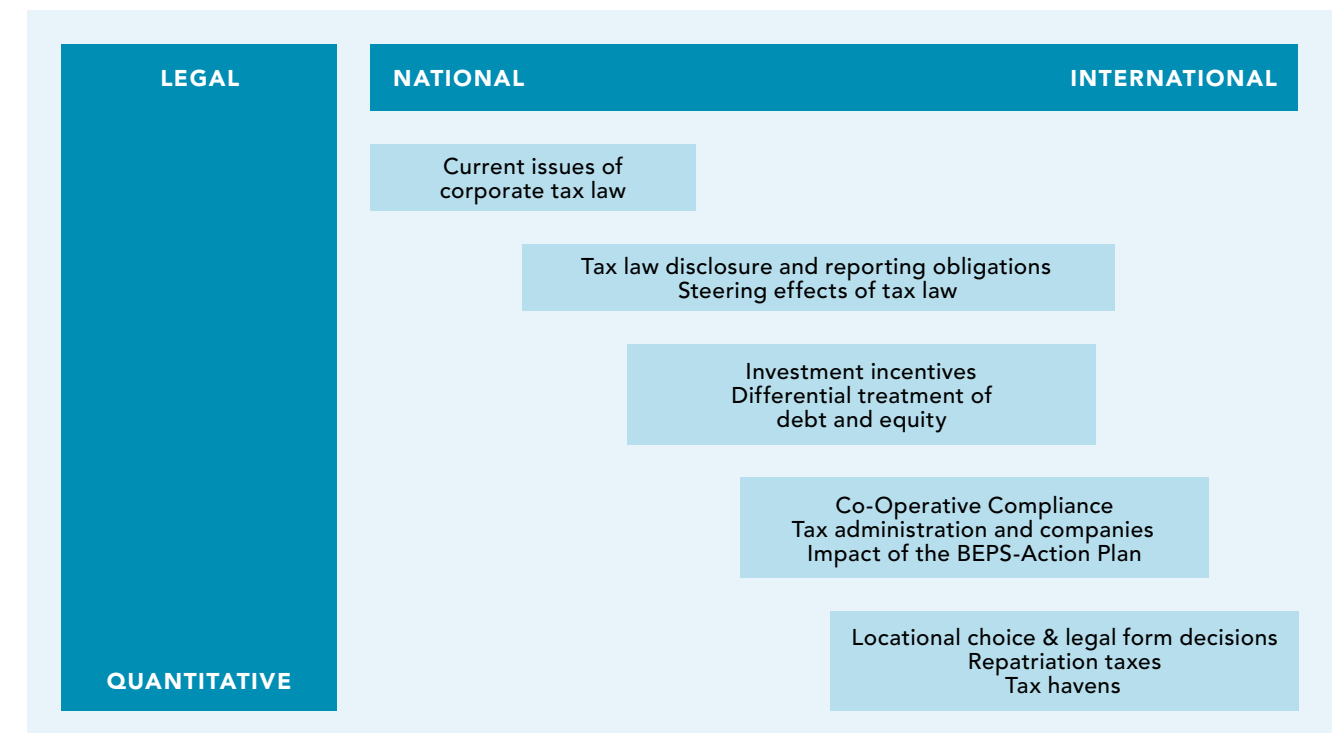 LEGAL
NATIONAL
INTERNATIONAL
Current issues of
corporate tax law
Tax law disclosure and reporting obligations
Steering effects of tax law
Investment incentives
Differential treatment of
debt and equity
Co-Operative Compliance
Tax administration and companies
Impact of the BEPS-Action Plan
Locational choice & legal form decisions
Repatriation taxes
Tax havens
QUANTITATIVE